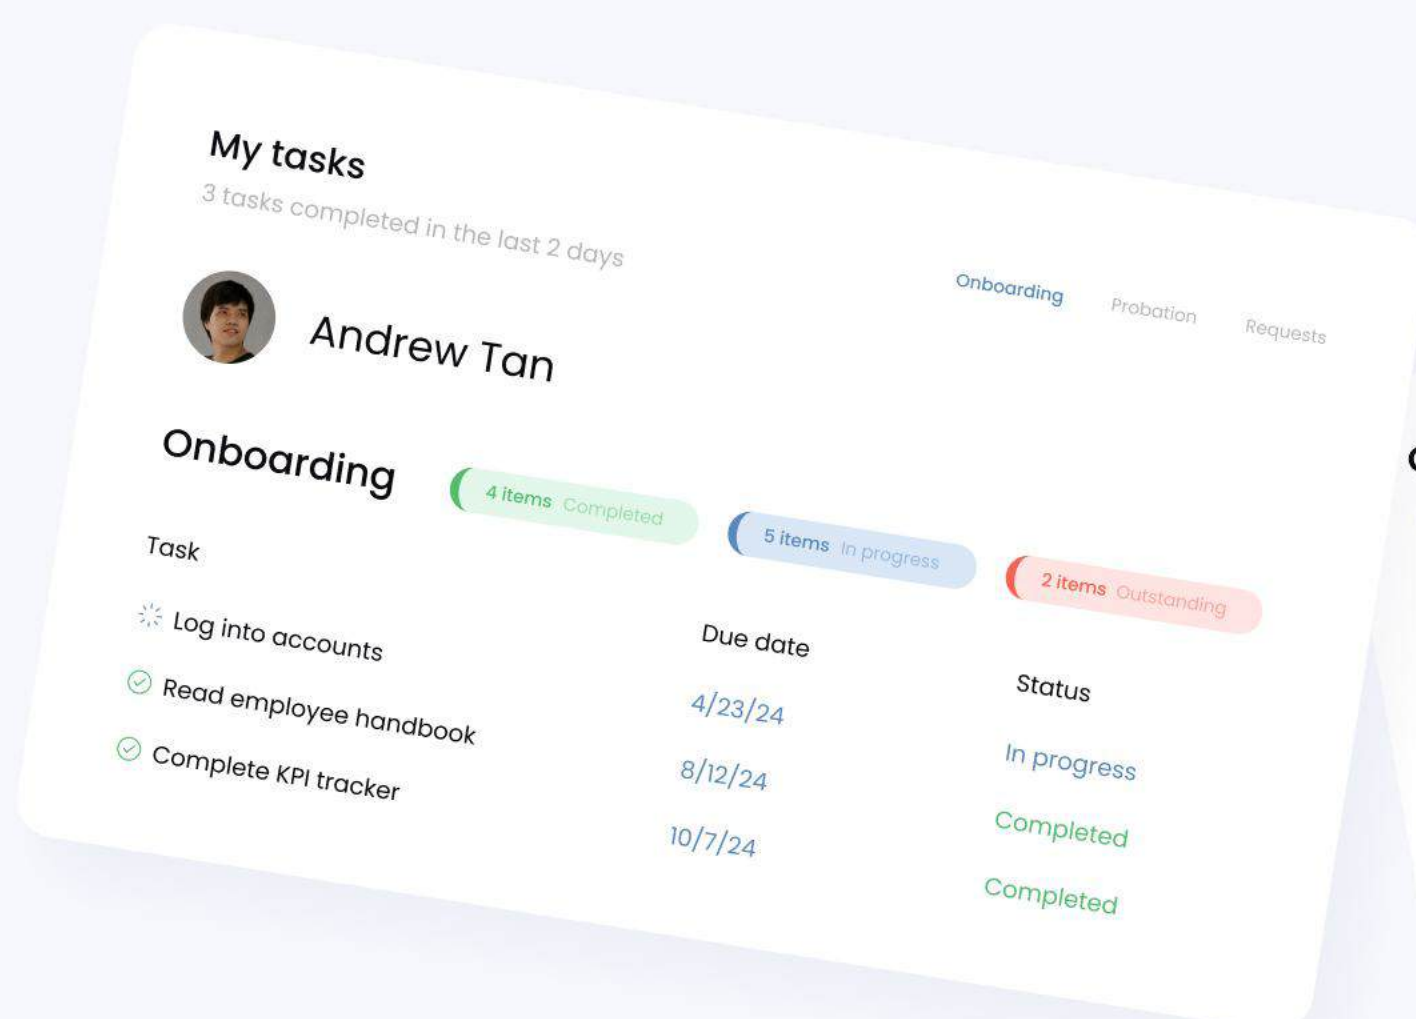 My tasks
3 tasks completed in the last 2 days
Onboarding Probation Requests
Andrew Tan
Onboarding 4 items Completed 5 items In progress 2 items Outstanding
Task Due date Status
Log into accounts 4/23/24 In progress
Read employee handbook 8/12/24 Completed
Complete KPI tracker 10/7/24 Completed